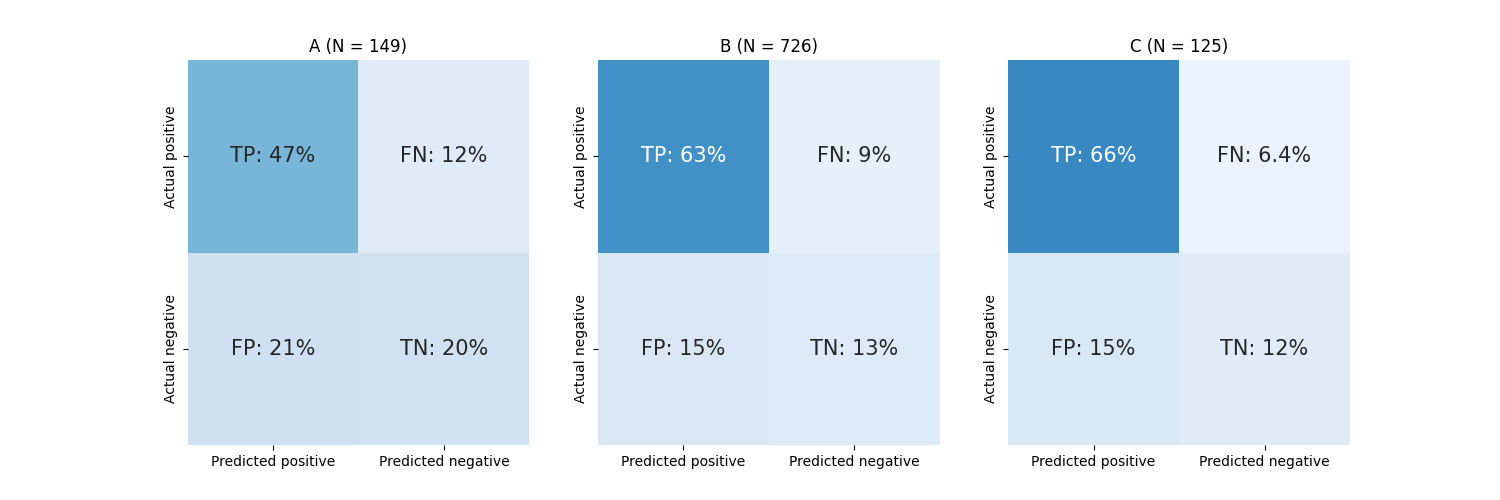 A (N = 149)
Actual positive
TP: 47%
FN: 12%
Actual negative
FP: 21%
TN: 20%
Predicted positive
Predicted negative
B (N = 726)
Actual positive
TP: 63%
FN: 9%
Actual negative
FP: 15%
TN: 13%
Predicted positive
Predicted negative
C (N = 125)
Actual positive
TP: 66%
FN: 6.4%
Actual negative
FP: 15%
TN: 12%
Predicted positive
Predicted negative